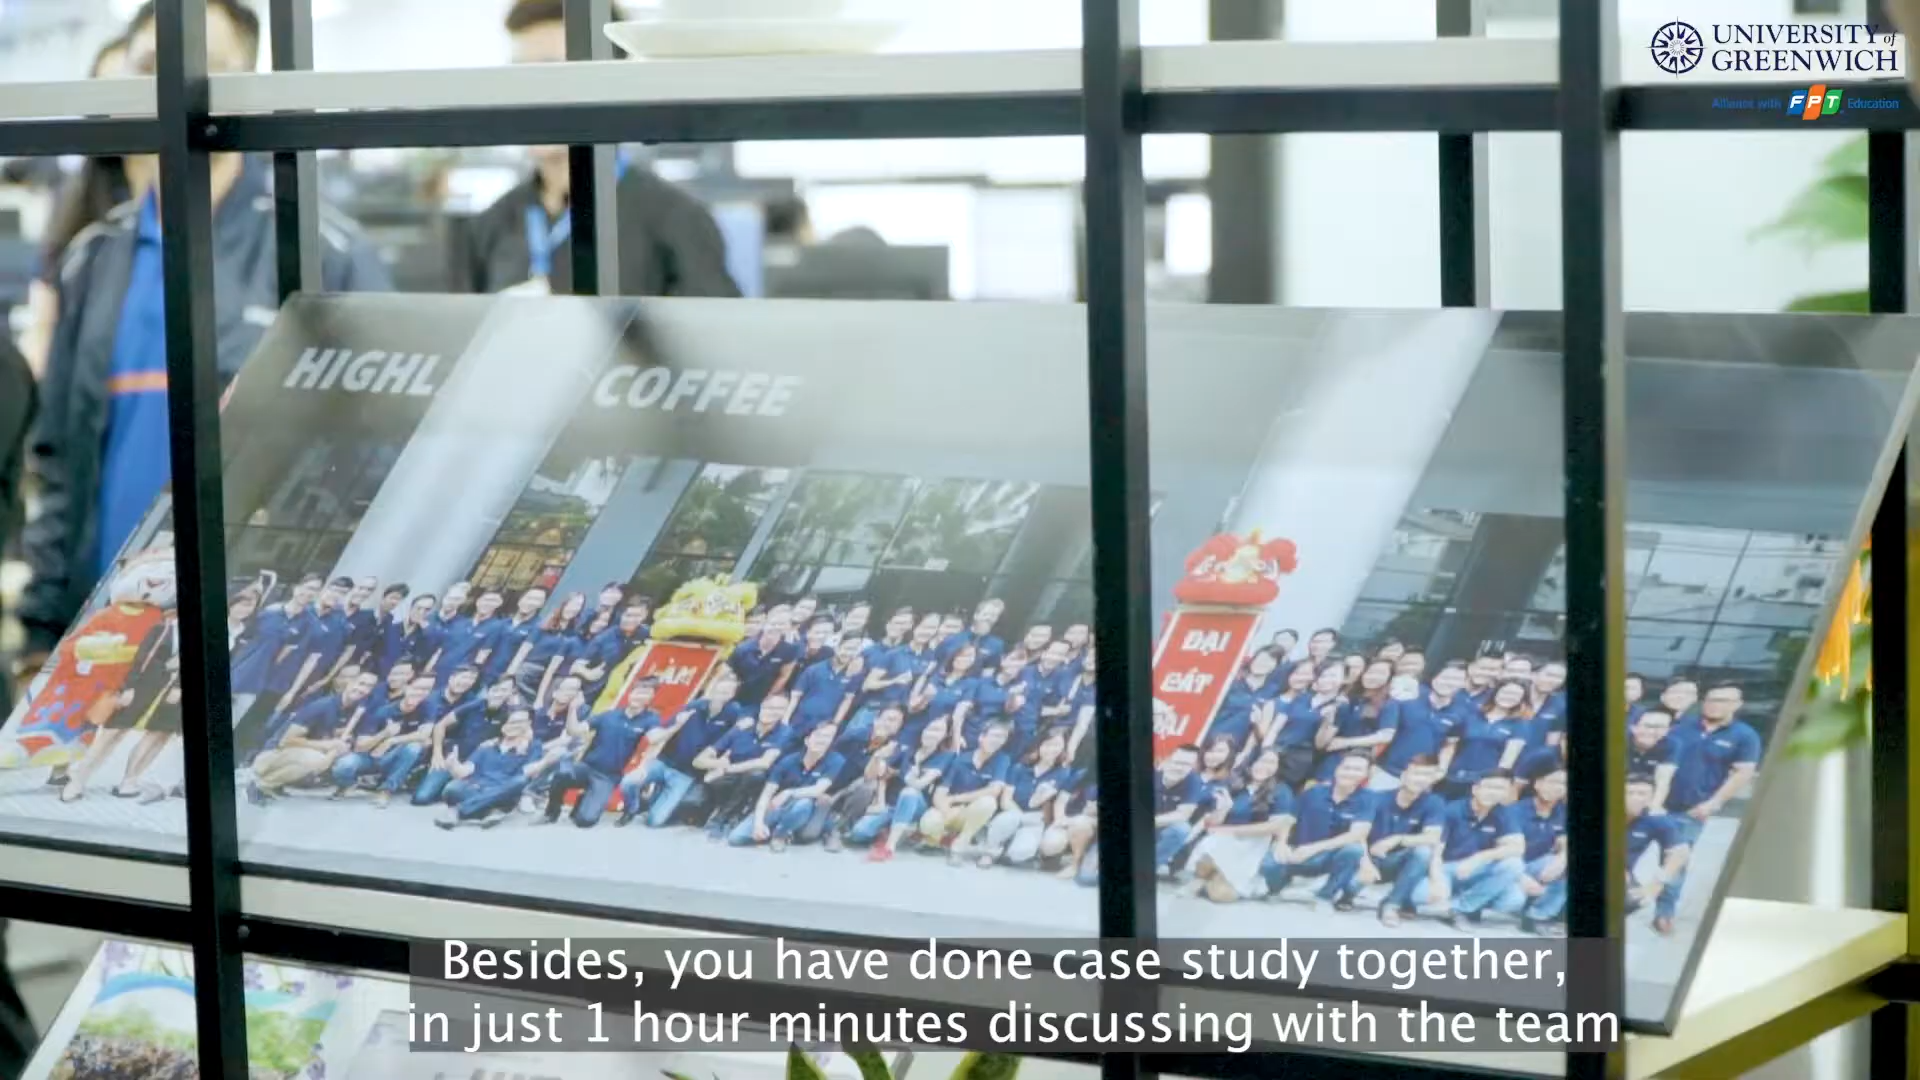 UNIVERSITY of
GREENWICH
Alliance with FPT Education
HIGHL
COFFEE
ĐẠI
CÁT
Besides, you have done case study together,
in just 1 hour minutes discussing with the team